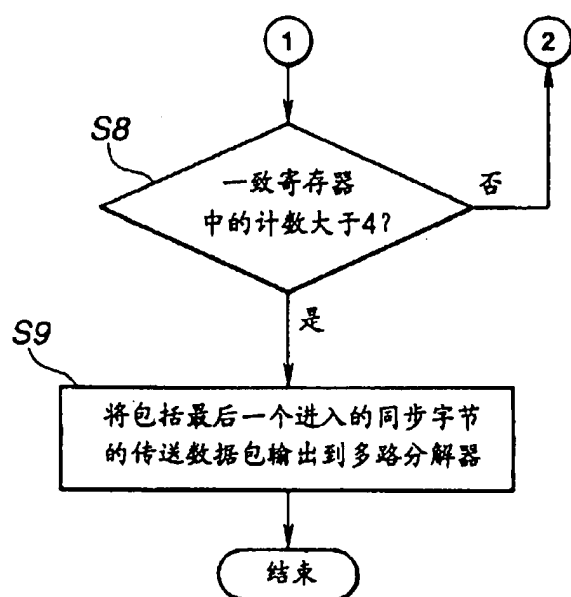 1
2
S8
一致寄存器
中的计数大于4?
否
是
S9
将包括最后一个进入的同步字节
的传送数据包输出到多路分解器
结束